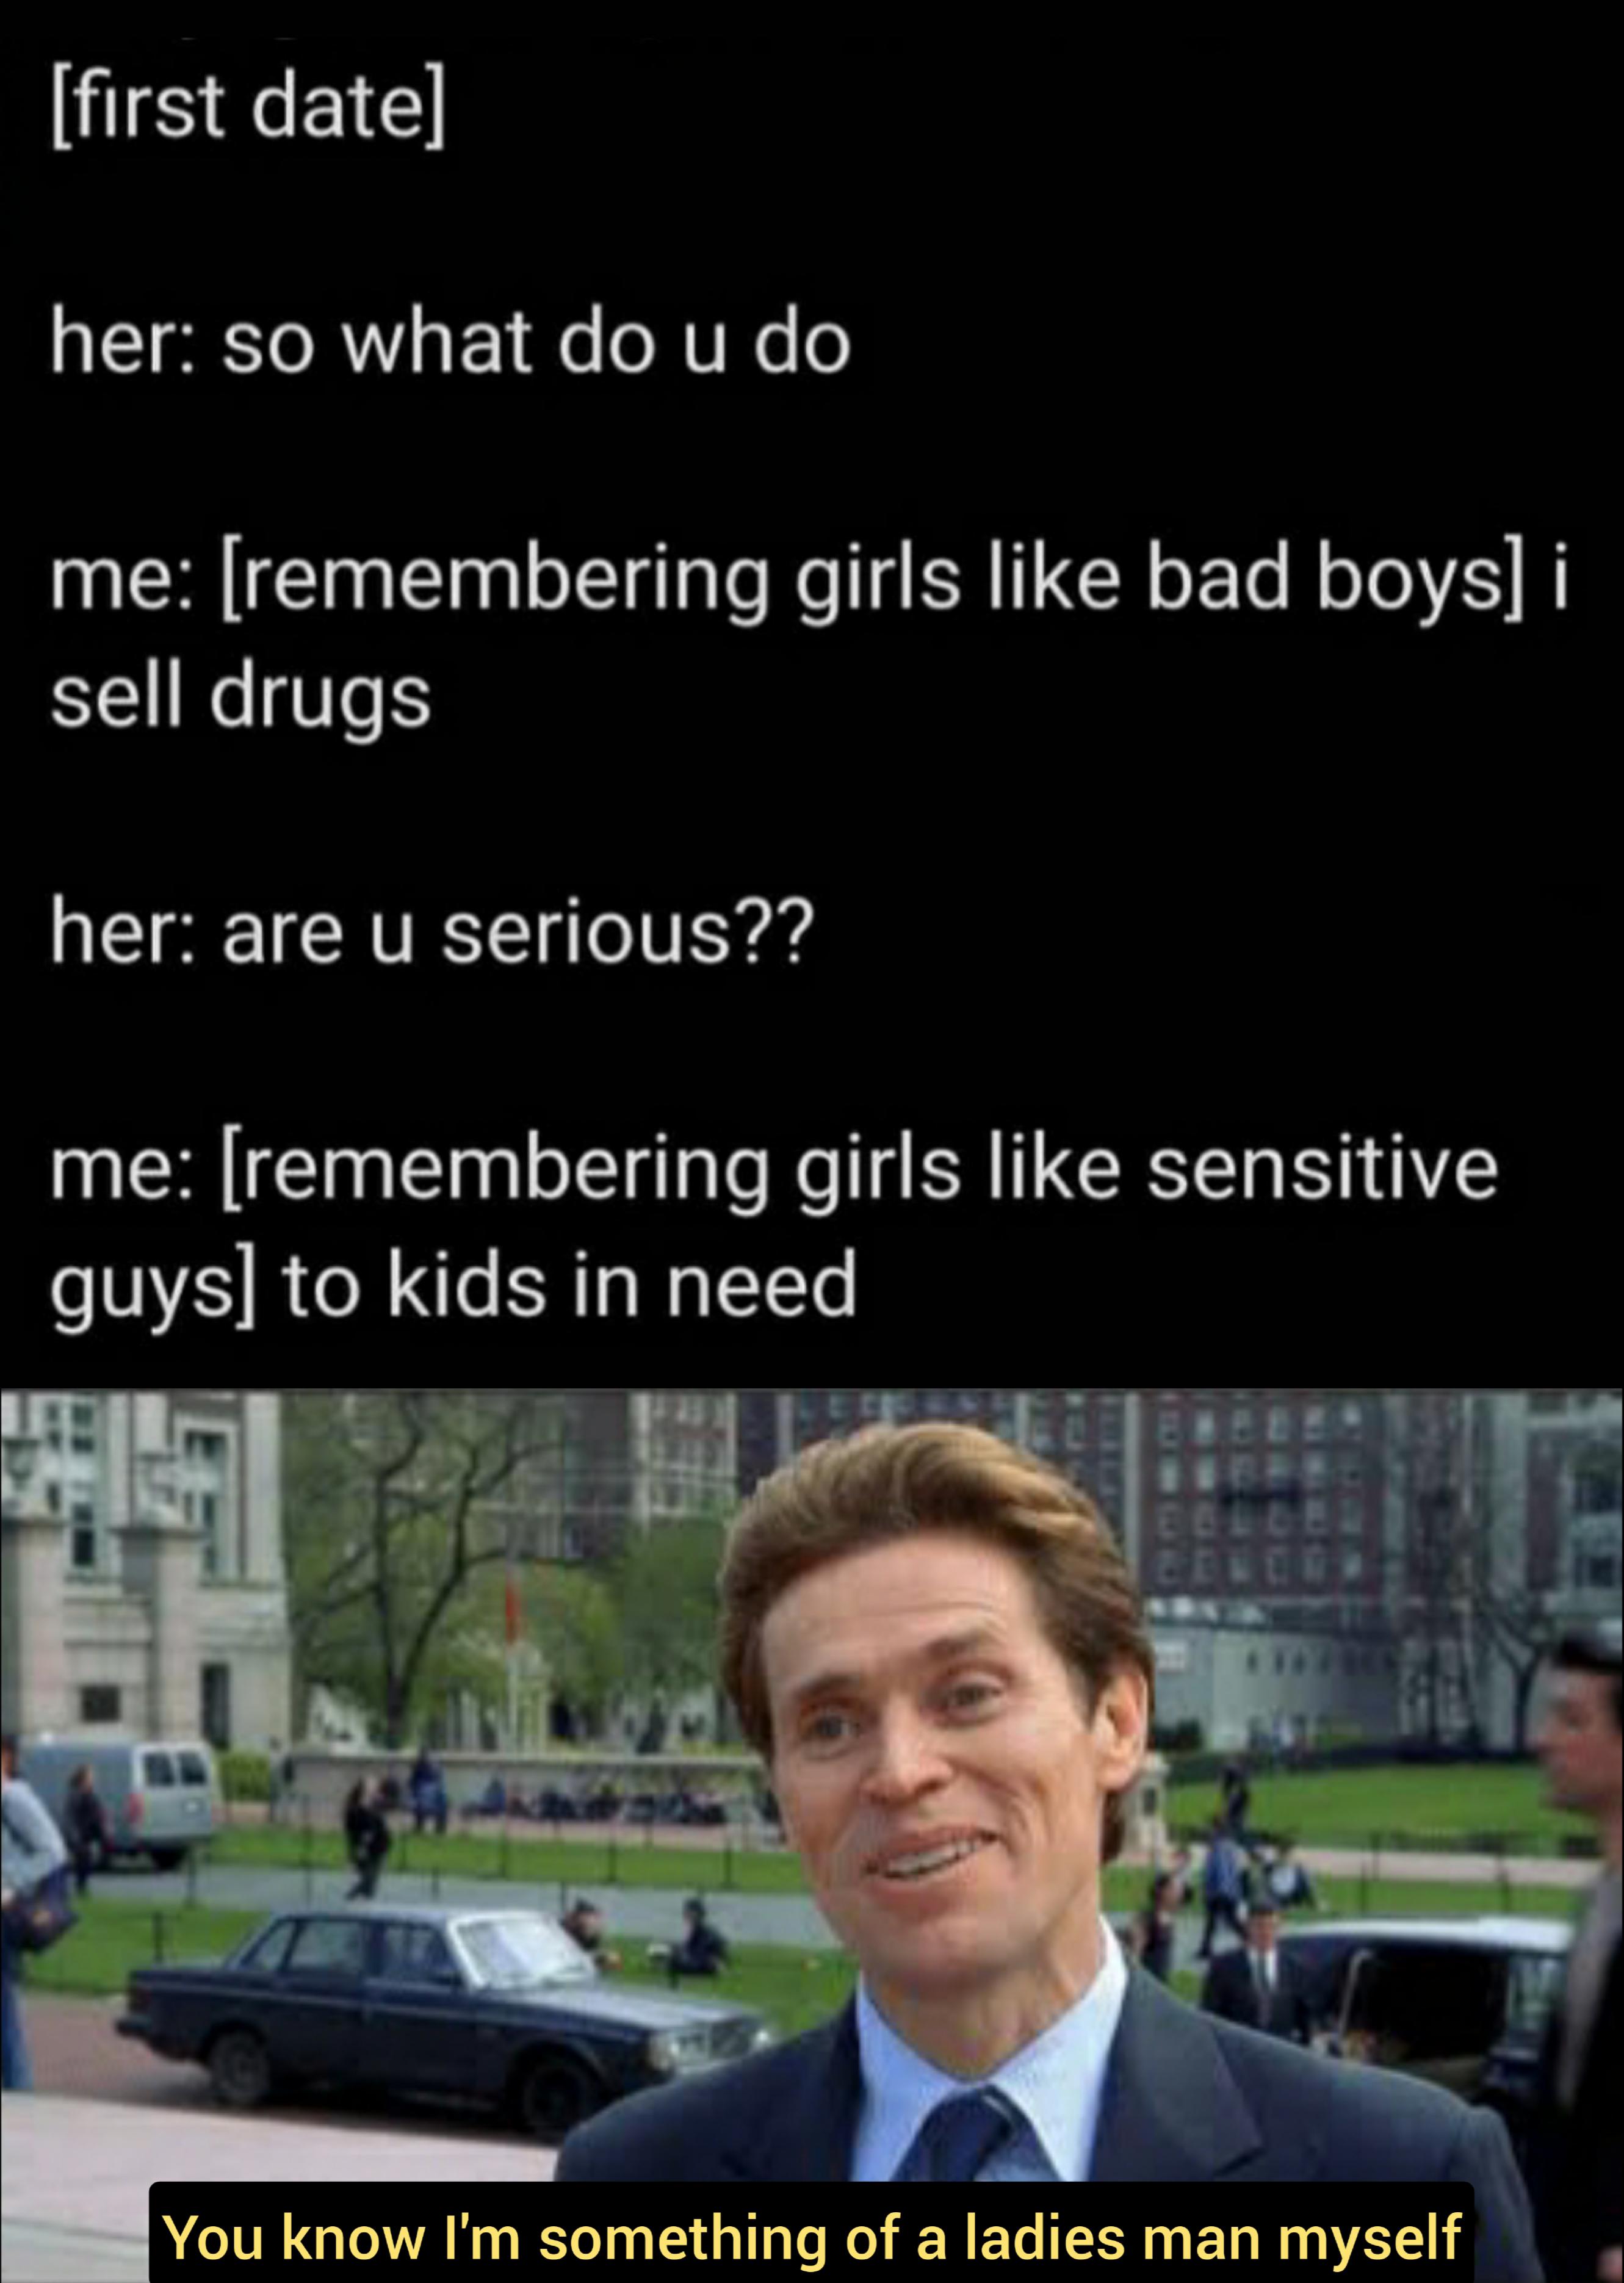 [first date]
her: so what do u do
me: [remembering girls like bad boys] i
sell drugs
her: are u serious??
me: [remembering girls like sensitive
guys] to kids in need
You know I'm something of a ladies man myself